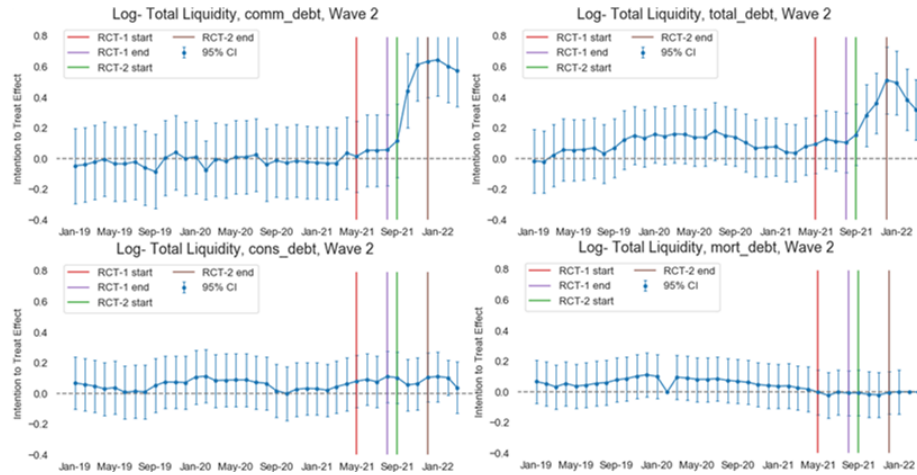 Log- Total Liquidity, comm_debt, Wave 2
Intention to Treat Effect
0.8
0.6
0.4
0.2
0.0
−0.2
−0.4
RCT-1 start
RCT-1 end
RCT-2 start
RCT-2 end
95% CI
Jan-19 May-19 Sep-19 Jan-20 May-20 Sep-20 Jan-21 May-21 Sep-21 Jan-22
Log- Total Liquidity, total_debt, Wave 2
Intention to Treat Effect
0.8
0.6
0.4
0.2
0.0
−0.2
−0.4
RCT-1 start
RCT-1 end
RCT-2 start
RCT-2 end
95% CI
Jan-19 May-19 Sep-19 Jan-20 May-20 Sep-20 Jan-21 May-21 Sep-21 Jan-22
Log- Total Liquidity, cons_debt, Wave 2
Intention to Treat Effect
0.8
0.6
0.4
0.2
0.0
−0.2
−0.4
RCT-1 start
RCT-1 end
RCT-2 start
RCT-2 end
95% CI
Jan-19 May-19 Sep-19 Jan-20 May-20 Sep-20 Jan-21 May-21 Sep-21 Jan-22
Log- Total Liquidity, mort_debt, Wave 2
Intention to Treat Effect
0.8
0.6
0.4
0.2
0.0
−0.2
−0.4
RCT-1 start
RCT-1 end
RCT-2 start
RCT-2 end
95% CI
Jan-19 May-19 Sep-19 Jan-20 May-20 Sep-20 Jan-21 May-21 Sep-21 Jan-22